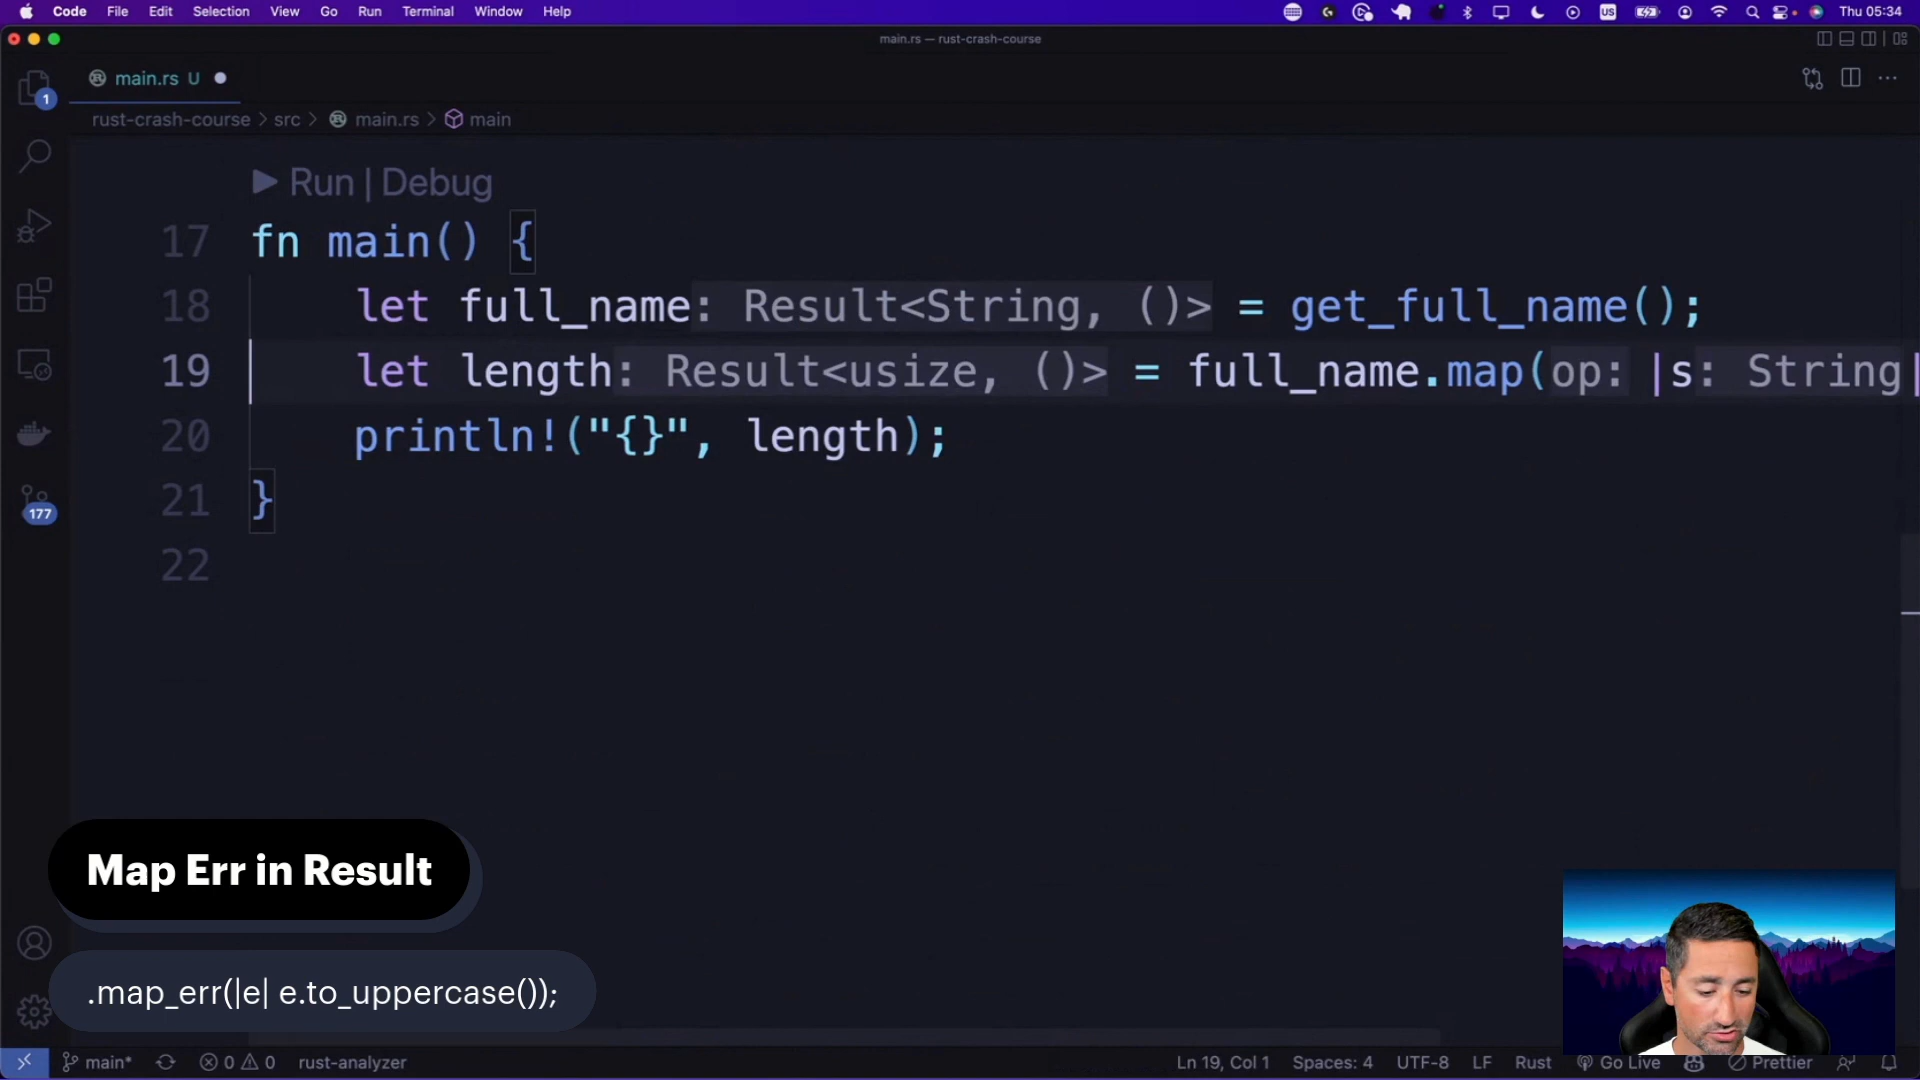 Code File Edit Selection View Go Run Terminal Window Help US Thu 05:34
main.rs — rust-crash-course
main.rs U
1
rust-crash-course > src > main.rs > main
Run | Debug
17 fn main() {
18 let full_name: Result<String, ()> = get_full_name();
19 let length: Result<usize, ()> = full_name.map(op: |s: String|
20 println!("{}", length);
21 }
22
177
Map Err in Result
.map_err(|e| e.to_uppercase());
main* 0 0 rust-analyzer Ln 19, Col 1 Spaces: 4 UTF-8 LF Rust Go Live Prettier